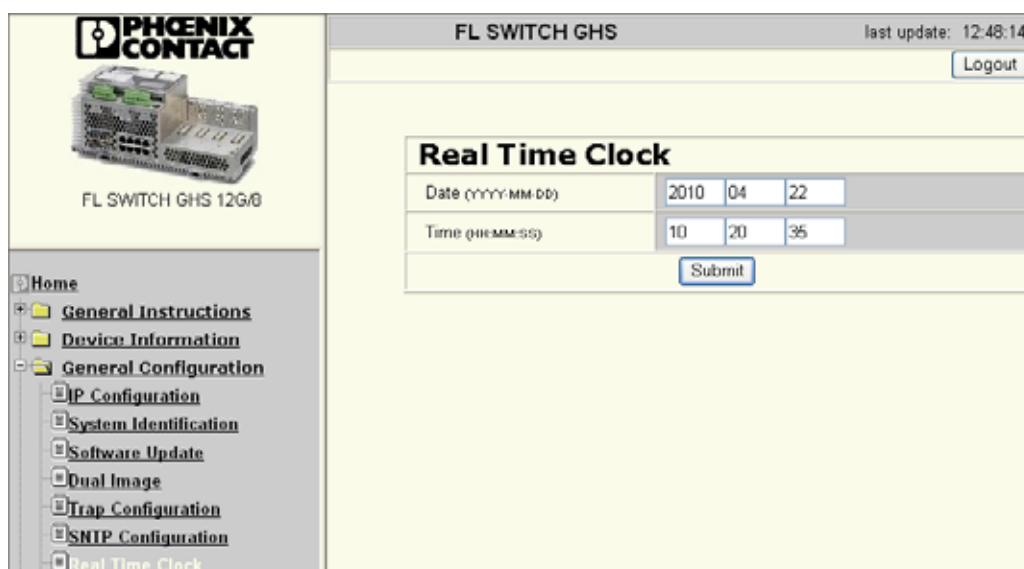 PHŒNIX
CONTACT
FL SWITCH GHS 12G/8
Home
General Instructions
Device Information
General Configuration
IP Configuration
System Identification
Software Update
Dual Image
Trap Configuration
SNTP Configuration
Real Time Clock
FL SWITCH GHS
last update: 12:48:14
Logout
Real Time Clock
Date (YYYY-MM-DD) 2010 04 22
Time (HH:MM:SS) 10 20 35
Submit